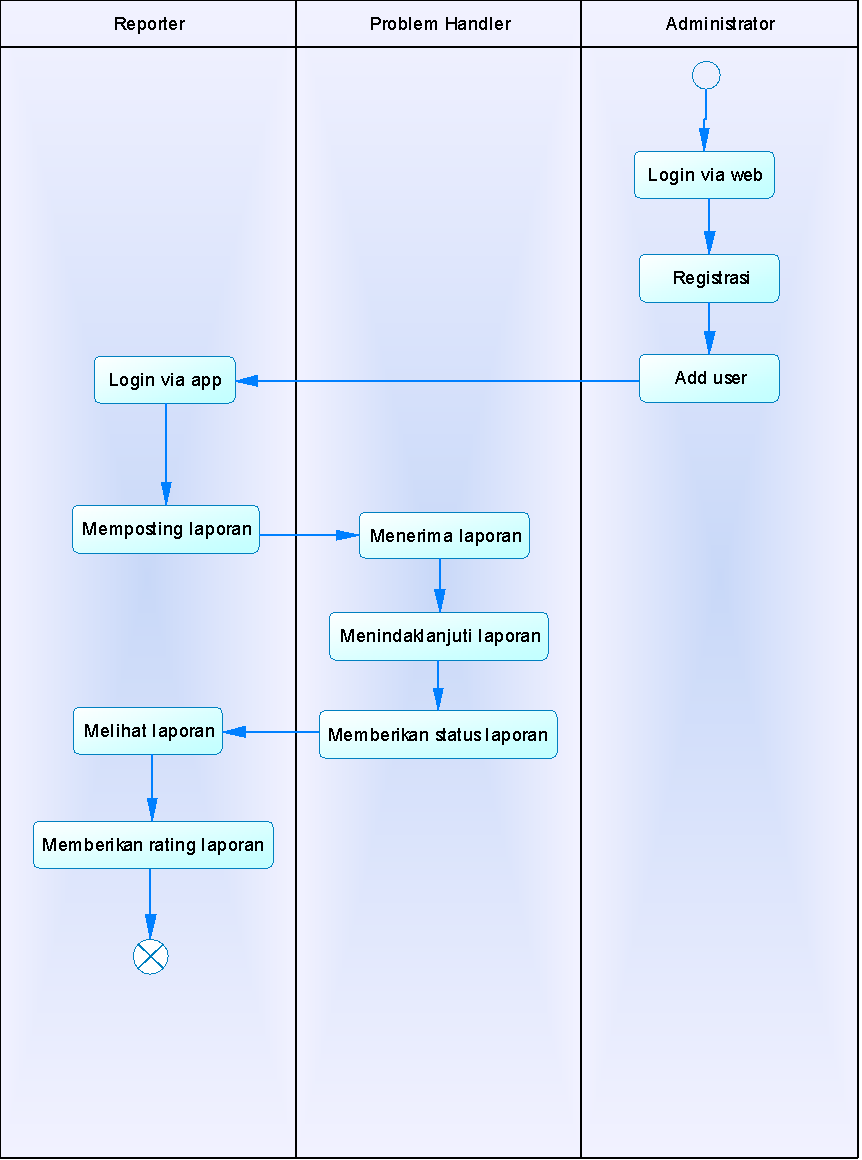 Reporter
Problem Handler
Administrator
Login via web
Registrasi
Add user
Login via app
Memposting laporan
Menerima laporan
Menindaklanjuti laporan
Memberikan status laporan
Melihat laporan
Memberikan rating laporan